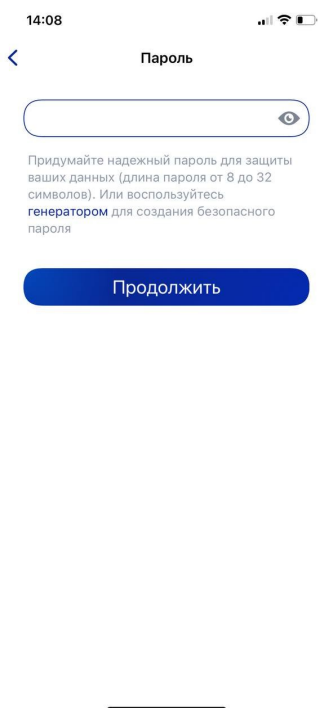 14:08
Пароль
Придумайте надежный пароль для защиты
ваших данных (длина пароля от 8 до 32
символов). Или воспользуйтесь
генератором для создания безопасного
пароля
Продолжить